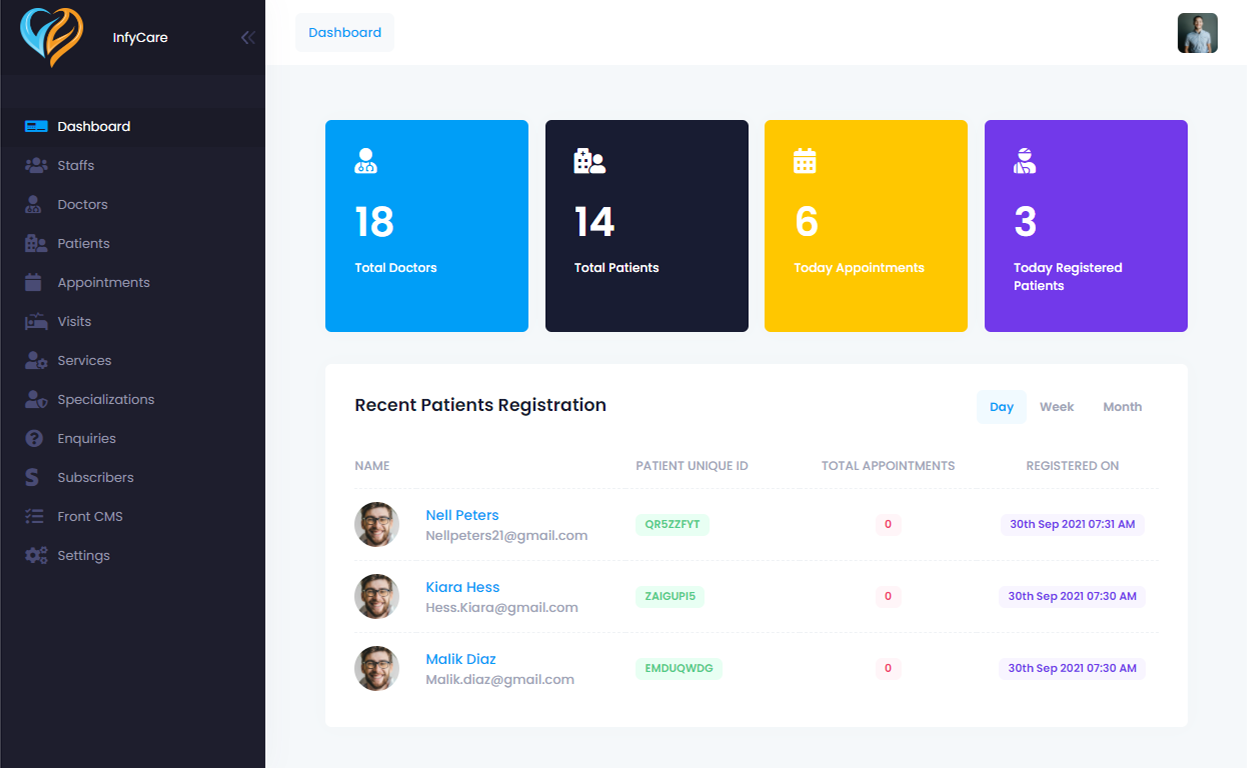 InfyCare
Dashboard
Dashboard
Staffs
Doctors
Patients
Appointments
Visits
Services
Specializations
Enquiries
Subscribers
Front CMS
Settings
18
Total Doctors
14
Total Patients
6
Today Appointments
3
Today Registered
Patients
Recent Patients Registration
Day Week Month
NAME PATIENT UNIQUE ID TOTAL APPOINTMENTS REGISTERED ON
Nell Peters
Nellpeters21@gmail.com
QR5ZZFYT 0 30th Sep 2021 07:31 AM
Kiara Hess
Hess.Kiara@gmail.com
ZAIGUPI5 0 30th Sep 2021 07:30 AM
Malik Diaz
Malik.diaz@gmail.com
EMDUQWDG 0 30th Sep 2021 07:30 AM